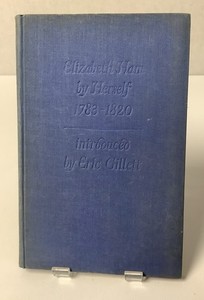 Elizabeth Ham
by Herself
1783-1820
Introduced
by Eric Gillett